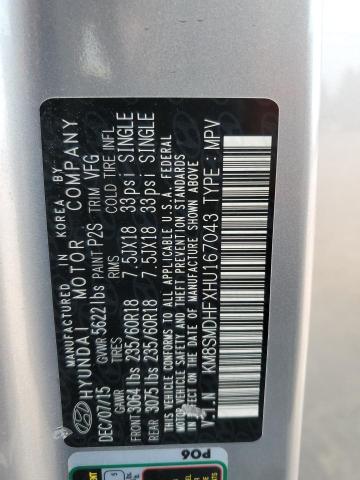 MANUFACTURED IN KOREA BY
HYUNDAI MOTOR COMPANY
DEC/07/15 GVWR 5622 lbs PAINT P2S TRIM VFG
GAWR TIRES RIMS COLD TIRE INFL
FRONT 3064 lbs 235/60R18 7.5JX18 33psi SINGLE
REAR 3075 lbs 235/60R18 7.5JX18 33psi SINGLE
THIS VEHICLE CONFORMS TO ALL APPLICABLE U.S.A. FEDERAL
MOTOR VEHICLE SAFETY, BUMPER, AND THEFT PREVENTION STANDARDS
IN EFFECT ON THE DATE OF MANUFACTURE SHOWN ABOVE.
V.I.N : KM8SMDHFXHU167043 TYPE : MPV
P06